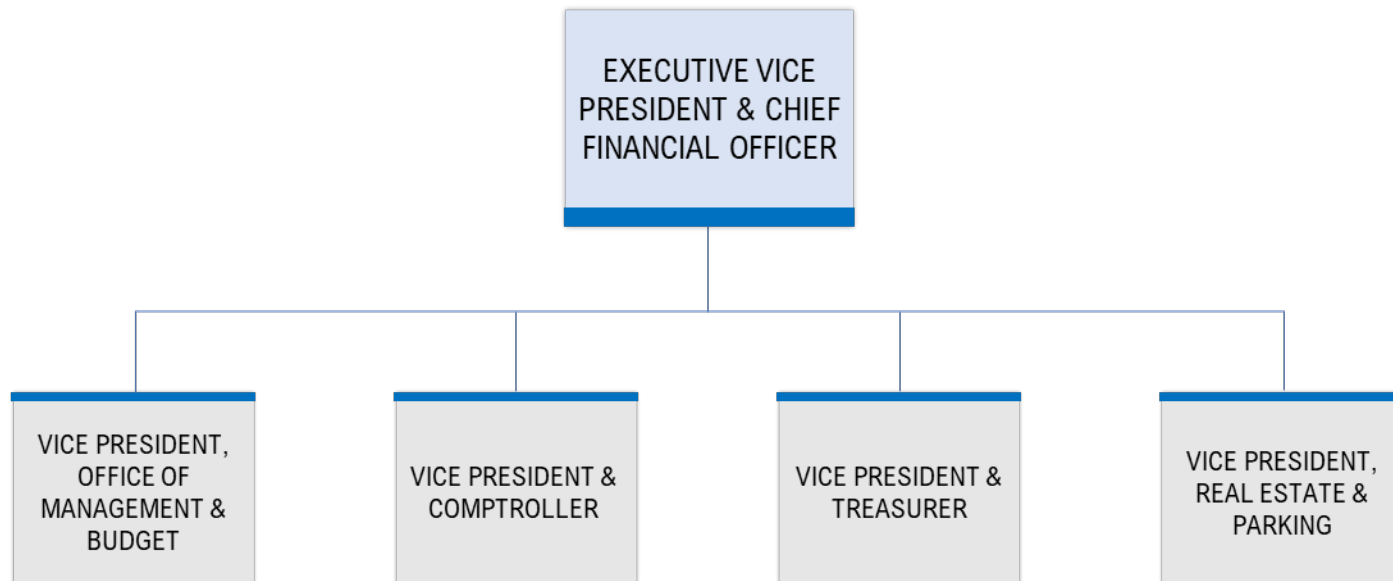 EXECUTIVE VICE
PRESIDENT & CHIEF
FINANCIAL OFFICER
VICE PRESIDENT,
OFFICE OF
MANAGEMENT &
BUDGET
VICE PRESIDENT &
COMPTROLLER
VICE PRESIDENT &
TREASURER
VICE PRESIDENT,
REAL ESTATE &
PARKING